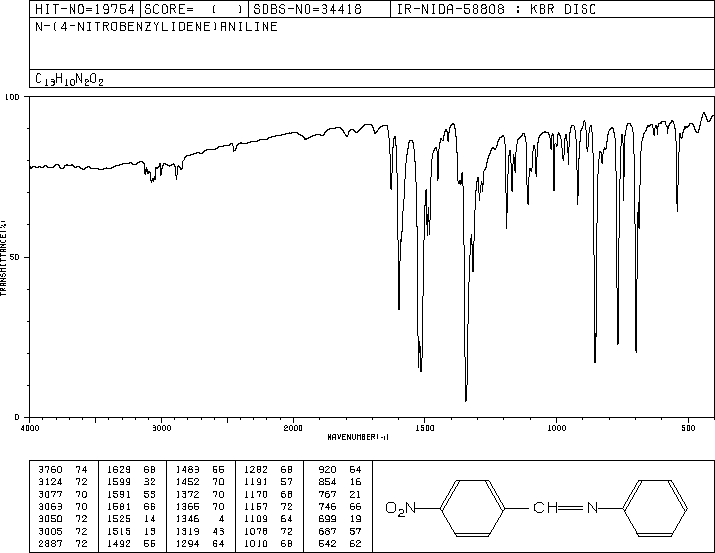 HIT-NO=19754 SCORE= ( ) SDBS-NO=34418 IR-NIDA-58808 : KBR DISC
N-(4-NITROBENZYLIDENE)ANILINE
C13H10N2O2
100
TRANSMITTANCE(%)
50
0
4000 3000 2000 1500 1000 500
WAVENUMBER(-1)
3760 74 1629 68 1483 55 1282 68 920 64
3124 72 1599 32 1452 70 1191 57 854 16
3077 70 1591 55 1372 70 1170 68 767 21
3063 70 1581 66 1366 70 1157 72 746 66
3050 72 1525 14 1346 4 1109 64 699 19
3005 72 1515 13 1319 43 1078 72 687 57
2887 72 1492 55 1294 64 1010 68 542 62
O2N CH N